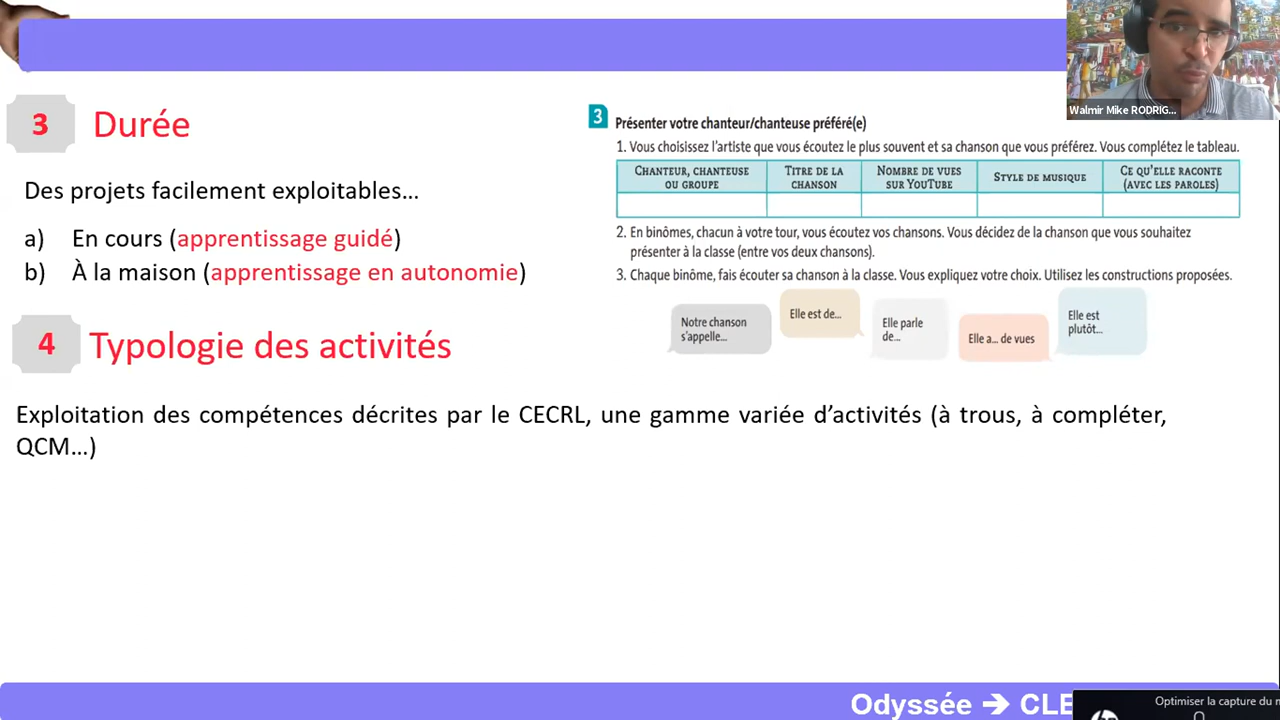 Walmir Mike RODRIG...
3 Durée
Des projets facilement exploitables...
a) En cours (apprentissage guidé)
b) À la maison (apprentissage en autonomie)
3 Présenter votre chanteur/chanteuse préféré(e)
1. Vous choisissez l'artiste que vous écoutez le plus souvent et sa chanson que vous préférez. Vous complétez le tableau.
CHANTEUR, CHANTEUSE OU GROUPE
TITRE DE LA CHANSON
NOMBRE DE VUES SUR YOUTUBE
STYLE DE MUSIQUE
CE QU'ELLE RACONTE (AVEC LES PAROLES)
2. En binômes, chacun à votre tour, vous écoutez vos chansons. Vous décidez de la chanson que vous souhaitez
présenter à la classe (entre vos deux chansons).
3. Chaque binôme, fais écouter sa chanson à la classe. Vous expliquez votre choix. Utilisez les constructions proposées.
Notre chanson
s'appelle...
Elle est de...
Elle parle
de...
Elle a... de vues
Elle est
plutôt...
4 Typologie des activités
Exploitation des compétences décrites par le CECRL, une gamme variée d'activités (à trous, à compléter,
QCM...)
Odyssée ➔ CLE
Optimiser la capture du
hp